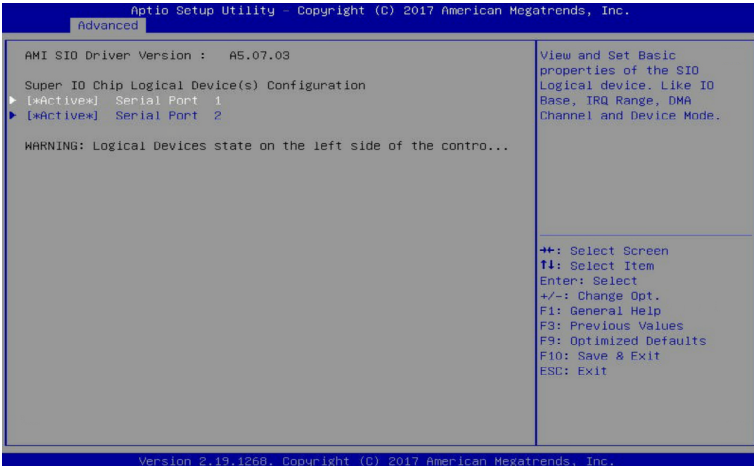 Aptio Setup Utility – Copyright (C) 2017 American Megatrends, Inc.
Advanced
AMI SIO Driver Version : A5.07.03
Super IO Chip Logical Device(s) Configuration
[*Active*] Serial Port 1
[*Active*] Serial Port 2
WARNING: Logical Devices state on the left side of the contro...
View and Set Basic
properties of the SIO
Logical device. Like IO
Base, IRQ Range, DMA
Channel and Device Mode.
→←: Select Screen
↑↓: Select Item
Enter: Select
+/-: Change Opt.
F1: General Help
F3: Previous Values
F9: Optimized Defaults
F10: Save & Exit
ESC: Exit
Version 2.19.1268. Copyright (C) 2017 American Megatrends, Inc.